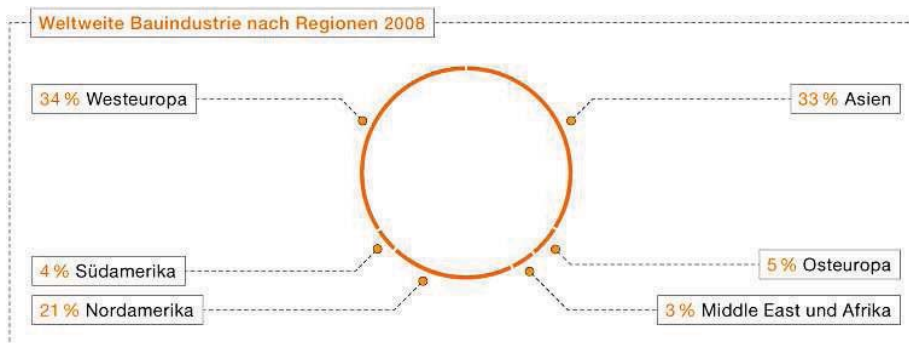 Weltweite Bauindustrie nach Regionen 2008
34 % Westeuropa
33 % Asien
4 % Südamerika
5 % Osteuropa
21 % Nordamerika
3 % Middle East und Afrika